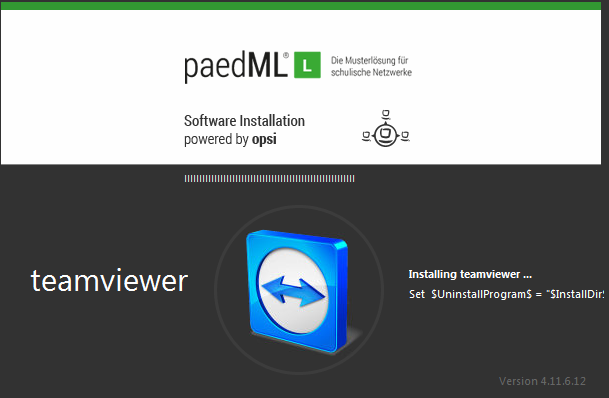 paedML® L Die Musterlösung für
schulische Netzwerke
Software Installation
powered by opsi
teamviewer
Installing teamviewer ...
Set $UninstallProgram$ = "$InstallDir$
Version 4.11.6.12